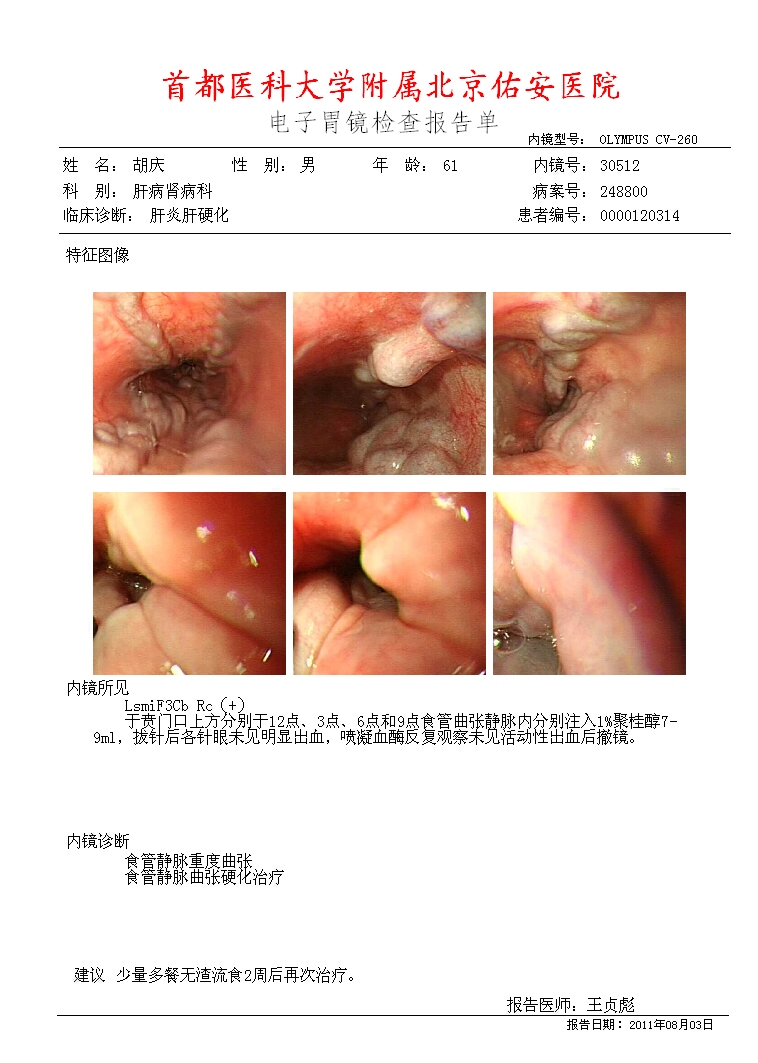 首都医科大学附属北京佑安医院
电子胃镜检查报告单
内镜型号: OLYMPUS CV-260
姓 名: 胡庆 性 别: 男 年 龄: 61 内镜号: 30512
科 别: 肝病肾病科 病案号: 248800
临床诊断: 肝炎肝硬化 患者编号: 0000120314
特征图像
内镜所见
LsmiF3Cb Rc (+)
于贲门口上方分别于12点、3点、6点和9点食管曲张静脉内分别注入1%聚桂醇7-
9ml, 拔针后各针眼未见明显出血, 喷凝血酶反复观察未见活动性出血后撤镜。
内镜诊断
食管静脉重度曲张
食管静脉曲张硬化治疗
建议 少量多餐无渣流食2周后再次治疗。
报告医师: 王贞彪
报告日期: 2011年08月03日